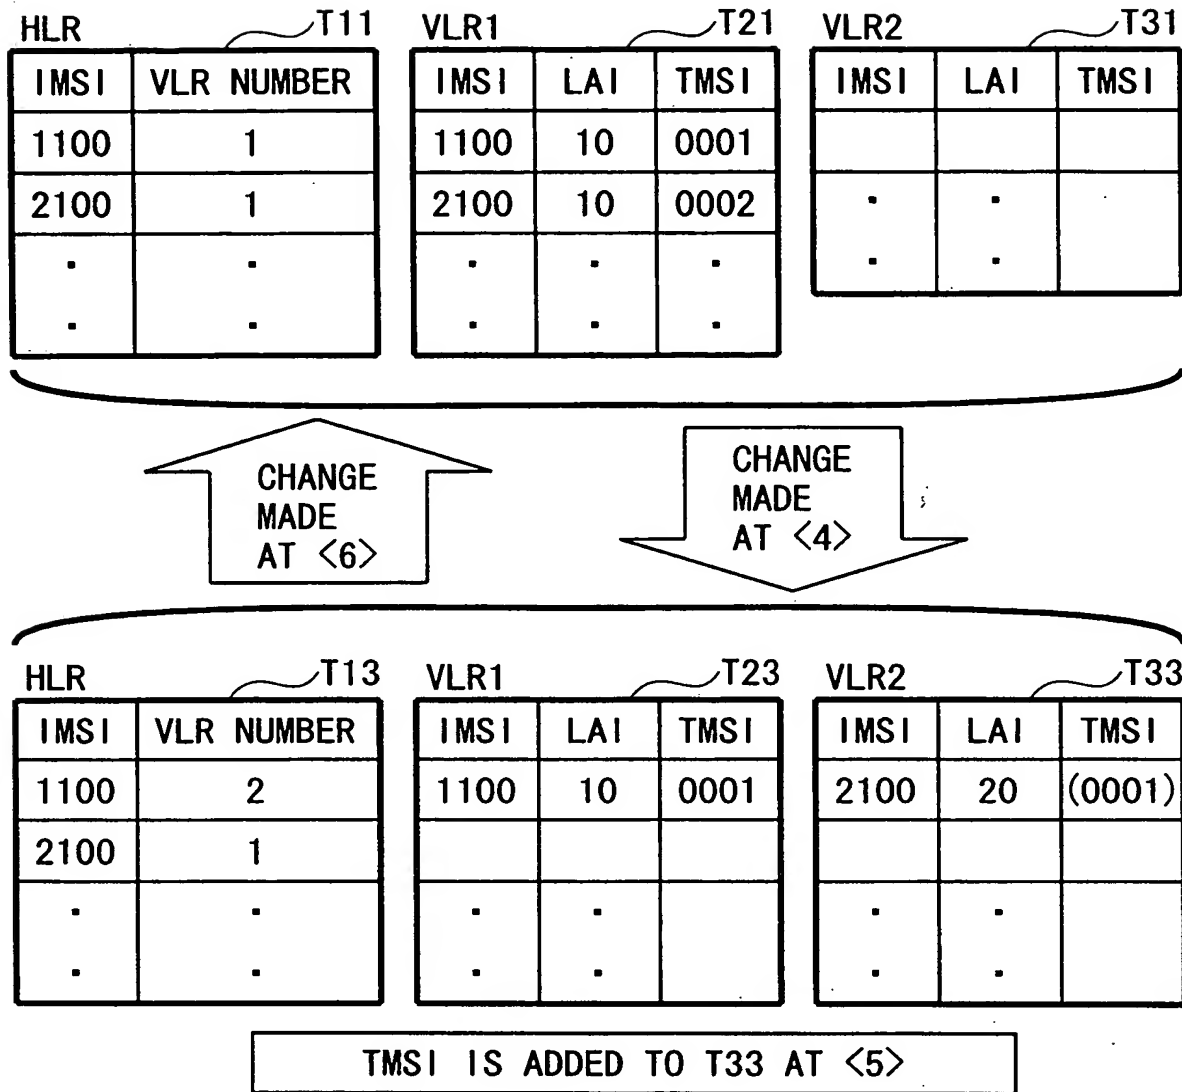 HLR T11
IMSI VLR NUMBER
1100 1
2100 1
. .
. .
VLR1 T21
IMSI LAI TMSI
1100 10 0001
2100 10 0002
. . .
. . .
VLR2 T31
IMSI LAI TMSI
. .
. .
CHANGE
MADE
AT <6>
CHANGE
MADE
AT <4>
HLR T13
IMSI VLR NUMBER
1100 2
2100 1
. .
. .
VLR1 T23
IMSI LAI TMSI
1100 10 0001
. .
. .
VLR2 T33
IMSI LAI TMSI
2100 20 (0001)
. .
. .
TMSI IS ADDED TO T33 AT <5>